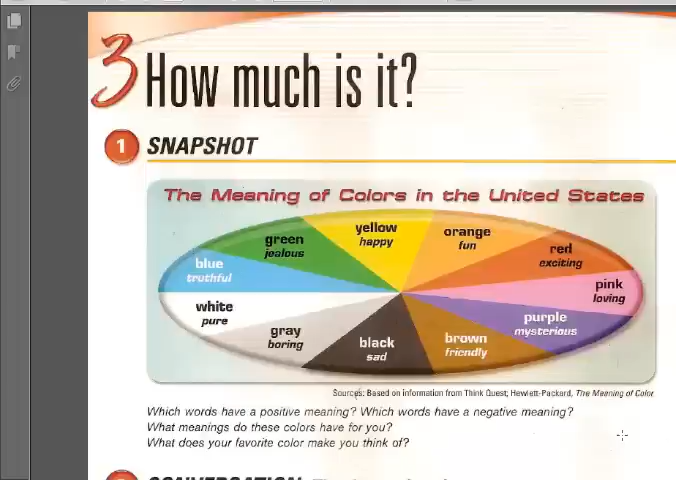 3 How much is it?
1 SNAPSHOT
The Meaning of Colors in the United States
yellow
happy
orange
fun
green
jealous
red
exciting
blue
truthful
pink
loving
white
pure
purple
mysterious
gray
boring
black
sad
brown
friendly
Sources: Based on information from Think Quest; Hewlett-Packard, The Meaning of Color
Which words have a positive meaning? Which words have a negative meaning?
What meanings do these colors have for you?
What does your favorite color make you think of?
CONVERSATION